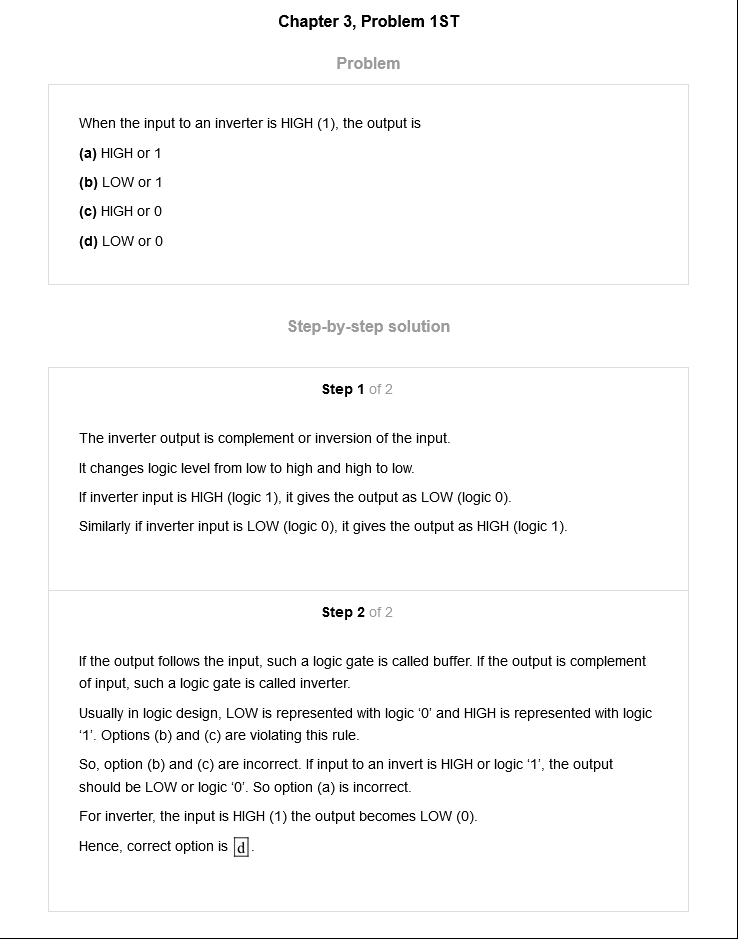 Chapter 3, Problem 1ST
Problem
When the input to an inverter is HIGH (1), the output is
(a) HIGH or 1
(b) LOW or 1
(c) HIGH or 0
(d) LOW or 0
Step-by-step solution
Step 1 of 2
The inverter output is complement or inversion of the input.
It changes logic level from low to high and high to low.
If inverter input is HIGH (logic 1), it gives the output as LOW (logic 0).
Similarly if inverter input is LOW (logic 0), it gives the output as HIGH (logic 1).
Step 2 of 2
If the output follows the input, such a logic gate is called buffer. If the output is complement
of input, such a logic gate is called inverter.
Usually in logic design, LOW is represented with logic ‘0’ and HIGH is represented with logic
‘1’. Options (b) and (c) are violating this rule.
So, option (b) and (c) are incorrect. If input to an invert is HIGH or logic ‘1’, the output
should be LOW or logic ‘0’. So option (a) is incorrect.
For inverter, the input is HIGH (1) the output becomes LOW (0).
Hence, correct option is d.